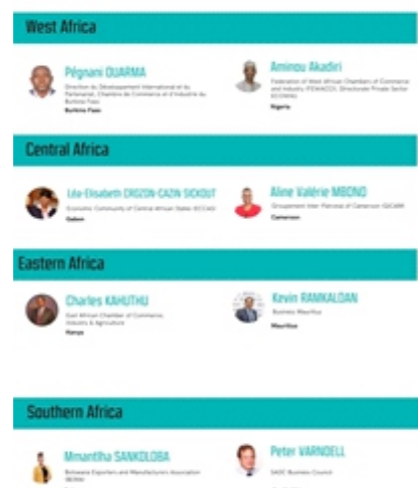 West Africa
Pégnani OUARMA
Direction du Développement International et du
Partenariat, Chambre de Commerce et d'Industrie du
Burkina Faso
Burkina Faso
Aminou Akadiri
Federation of West African Chambers of Commerce
and Industry (FEWACCI), Directorate Private Sector
(ECOWAS)
Nigeria
Central Africa
Léa-Elisabeth CROZON-CAZIN SICKOUT
Economic Community of Central African States (ECCAS)
Gabon
Aline Valérie MBONO
Groupement Inter-Patronal du Cameroun (GICAM)
Cameroun
Eastern Africa
Charles KAHUTHU
East African Chamber of Commerce,
Industry & Agriculture
Kenya
Kevin RAMKALOAN
Business Mauritius
Mauritius
Southern Africa
Mmantlha SANKOLOBA
Botswana Exporters and Manufacturers Association
Peter VARNDELL
SADC Business Council